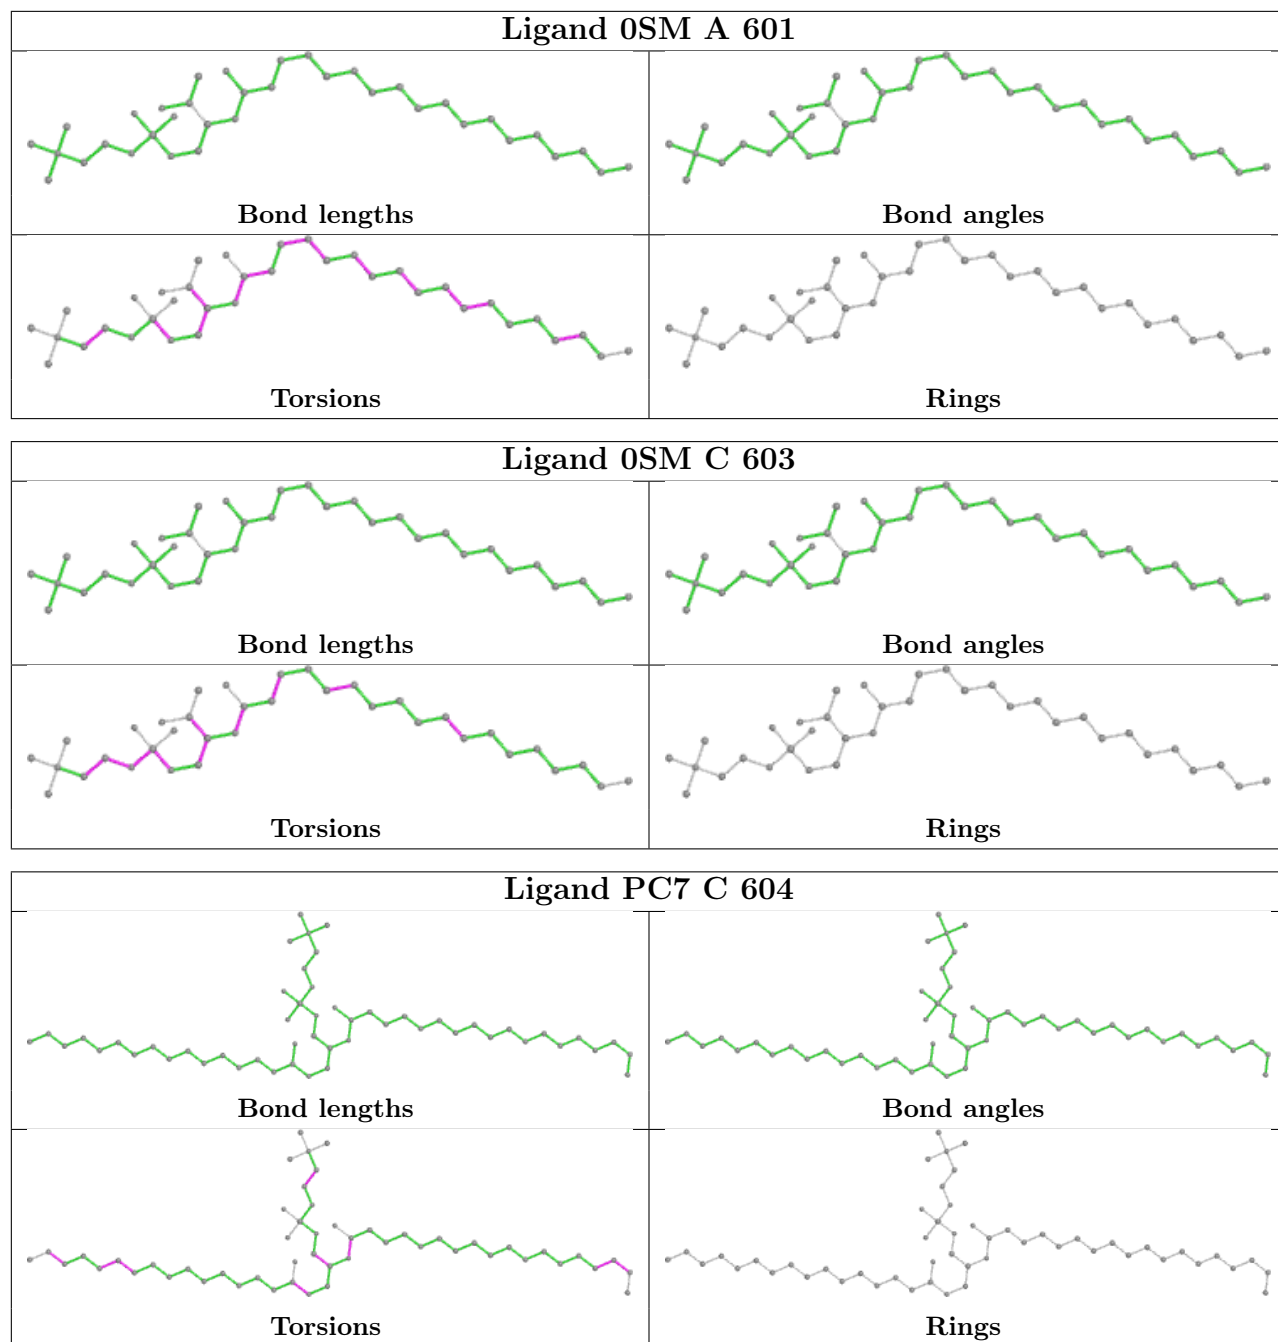 Ligand 0SM A 601
Bond lengths
Bond angles
Torsions
Rings
Ligand 0SM C 603
Bond lengths
Bond angles
Torsions
Rings
Ligand PC7 C 604
Bond lengths
Bond angles
Torsions
Rings